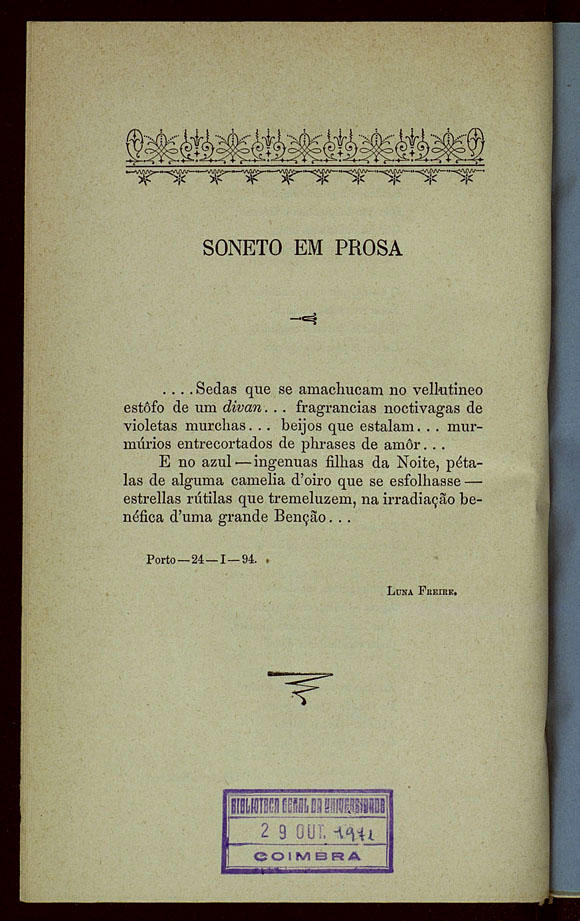 SONETO EM PROSA
....Sedas que se amachucam no vellutineo
estôfo de um divan... fragrancias noctivagas de
violetas murchas... beijos que estalam... mur-
múrios entrecortados de phrases de amôr...
E no azul — ingenuas filhas da Noite, péta-
las de alguma camelia d'oiro que se esfolhasse —
estrellas rútilas que tremeluzem, na irradiação be-
néfica d'uma grande Benção...
Porto — 24 — I — 94.
Luna Freire.
BIBLIOTECA GERAL DA UNIVERSIDADE
29 OUT. 1971
COIMBRA